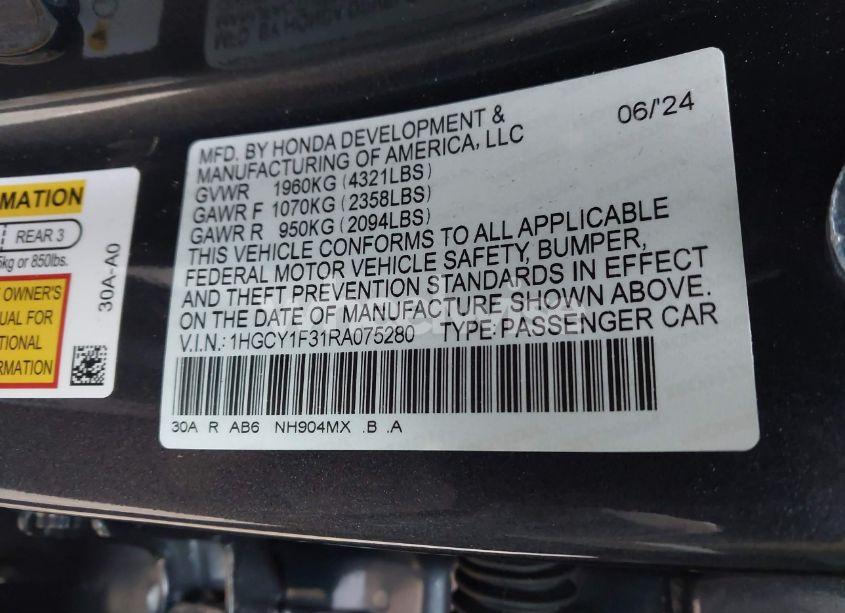 MFD. BY HONDA DEVELOPMENT &
MANUFACTURING OF AMERICA, LLC
06/'24
GVWR 1960KG (4321LBS)
GAWR F 1070KG (2358LBS)
GAWR R 950KG (2094LBS)
THIS VEHICLE CONFORMS TO ALL APPLICABLE
FEDERAL MOTOR VEHICLE SAFETY, BUMPER,
AND THEFT PREVENTION STANDARDS IN EFFECT
ON THE DATE OF MANUFACTURE SHOWN ABOVE.
V.I.N.: 1HGCY1F31RA075280 TYPE: PASSENGER CAR
30A R AB6 NH904MX .B .A
MATION
REAR 3
5kg or 850lbs.
OWNER'S
UAL FOR
TIONAL
RMATION
30A-A0